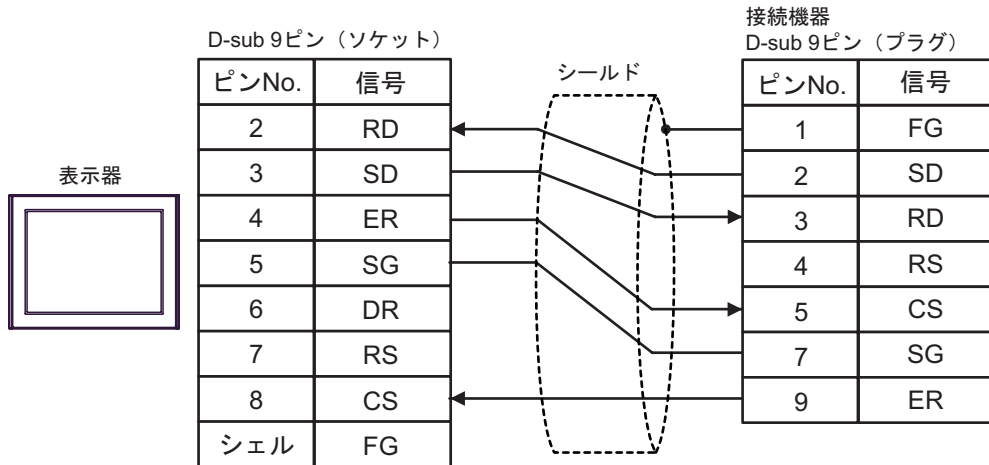 接続機器
D-sub 9ピン（ソケット）
D-sub 9ピン（プラグ）
シールド
表示器
ピンNo. 信号
2 RD
3 SD
4 ER
5 SG
6 DR
7 RS
8 CS
シェル FG
ピンNo. 信号
1 FG
2 SD
3 RD
4 RS
5 CS
7 SG
9 ER